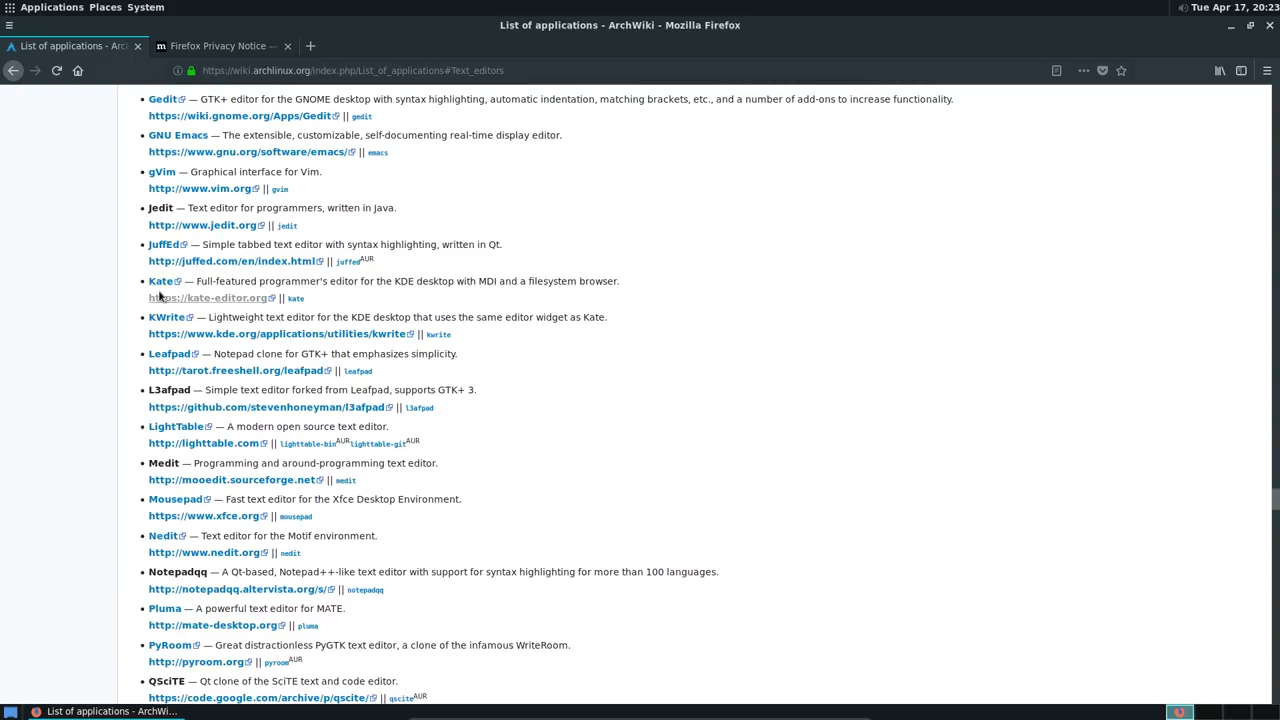 Applications Places System
Tue Apr 17, 20:23
List of applications - ArchWiki - Mozilla Firefox
List of applications - Arc
Firefox Privacy Notice —
https://wiki.archlinux.org/index.php/List_of_applications#Text_editors
• Gedit — GTK+ editor for the GNOME desktop with syntax highlighting, automatic indentation, matching brackets, etc., and a number of add-ons to increase functionality.
https://wiki.gnome.org/Apps/Gedit || gedit
• GNU Emacs — The extensible, customizable, self-documenting real-time display editor.
https://www.gnu.org/software/emacs/ || emacs
• gVim — Graphical interface for Vim.
http://www.vim.org || gvim
• Jedit — Text editor for programmers, written in Java.
http://www.jedit.org || jedit
• JuffEd — Simple tabbed text editor with syntax highlighting, written in Qt.
http://juffed.com/en/index.html || juffedAUR
• Kate — Full-featured programmer's editor for the KDE desktop with MDI and a filesystem browser.
https://kate-editor.org || kate
• KWrite — Lightweight text editor for the KDE desktop that uses the same editor widget as Kate.
https://www.kde.org/applications/utilities/kwrite || kwrite
• Leafpad — Notepad clone for GTK+ that emphasizes simplicity.
http://tarot.freeshell.org/leafpad || leafpad
• L3afpad — Simple text editor forked from Leafpad, supports GTK+ 3.
https://github.com/stevenhoneyman/l3afpad || l3afpad
• LightTable — A modern open source text editor.
http://lighttable.com || lighttable-binAURlighttable-gitAUR
• Medit — Programming and around-programming text editor.
http://mooedit.sourceforge.net || medit
• Mousepad — Fast text editor for the Xfce Desktop Environment.
https://www.xfce.org || mousepad
• Nedit — Text editor for the Motif environment.
http://www.nedit.org || nedit
• Notepadqq — A Qt-based, Notepad++-like text editor with support for syntax highlighting for more than 100 languages.
http://notepadqq.altervista.org/s/ || notepadqq
• Pluma — A powerful text editor for MATE.
http://mate-desktop.org || pluma
• PyRoom — Great distractionless PyGTK text editor, a clone of the infamous WriteRoom.
http://pyroom.org || pyroomAUR
• QSciTE — Qt clone of the SciTE text and code editor.
https://code.google.com/archive/p/qscite/ || qsciteAUR
List of applications - ArchWi...